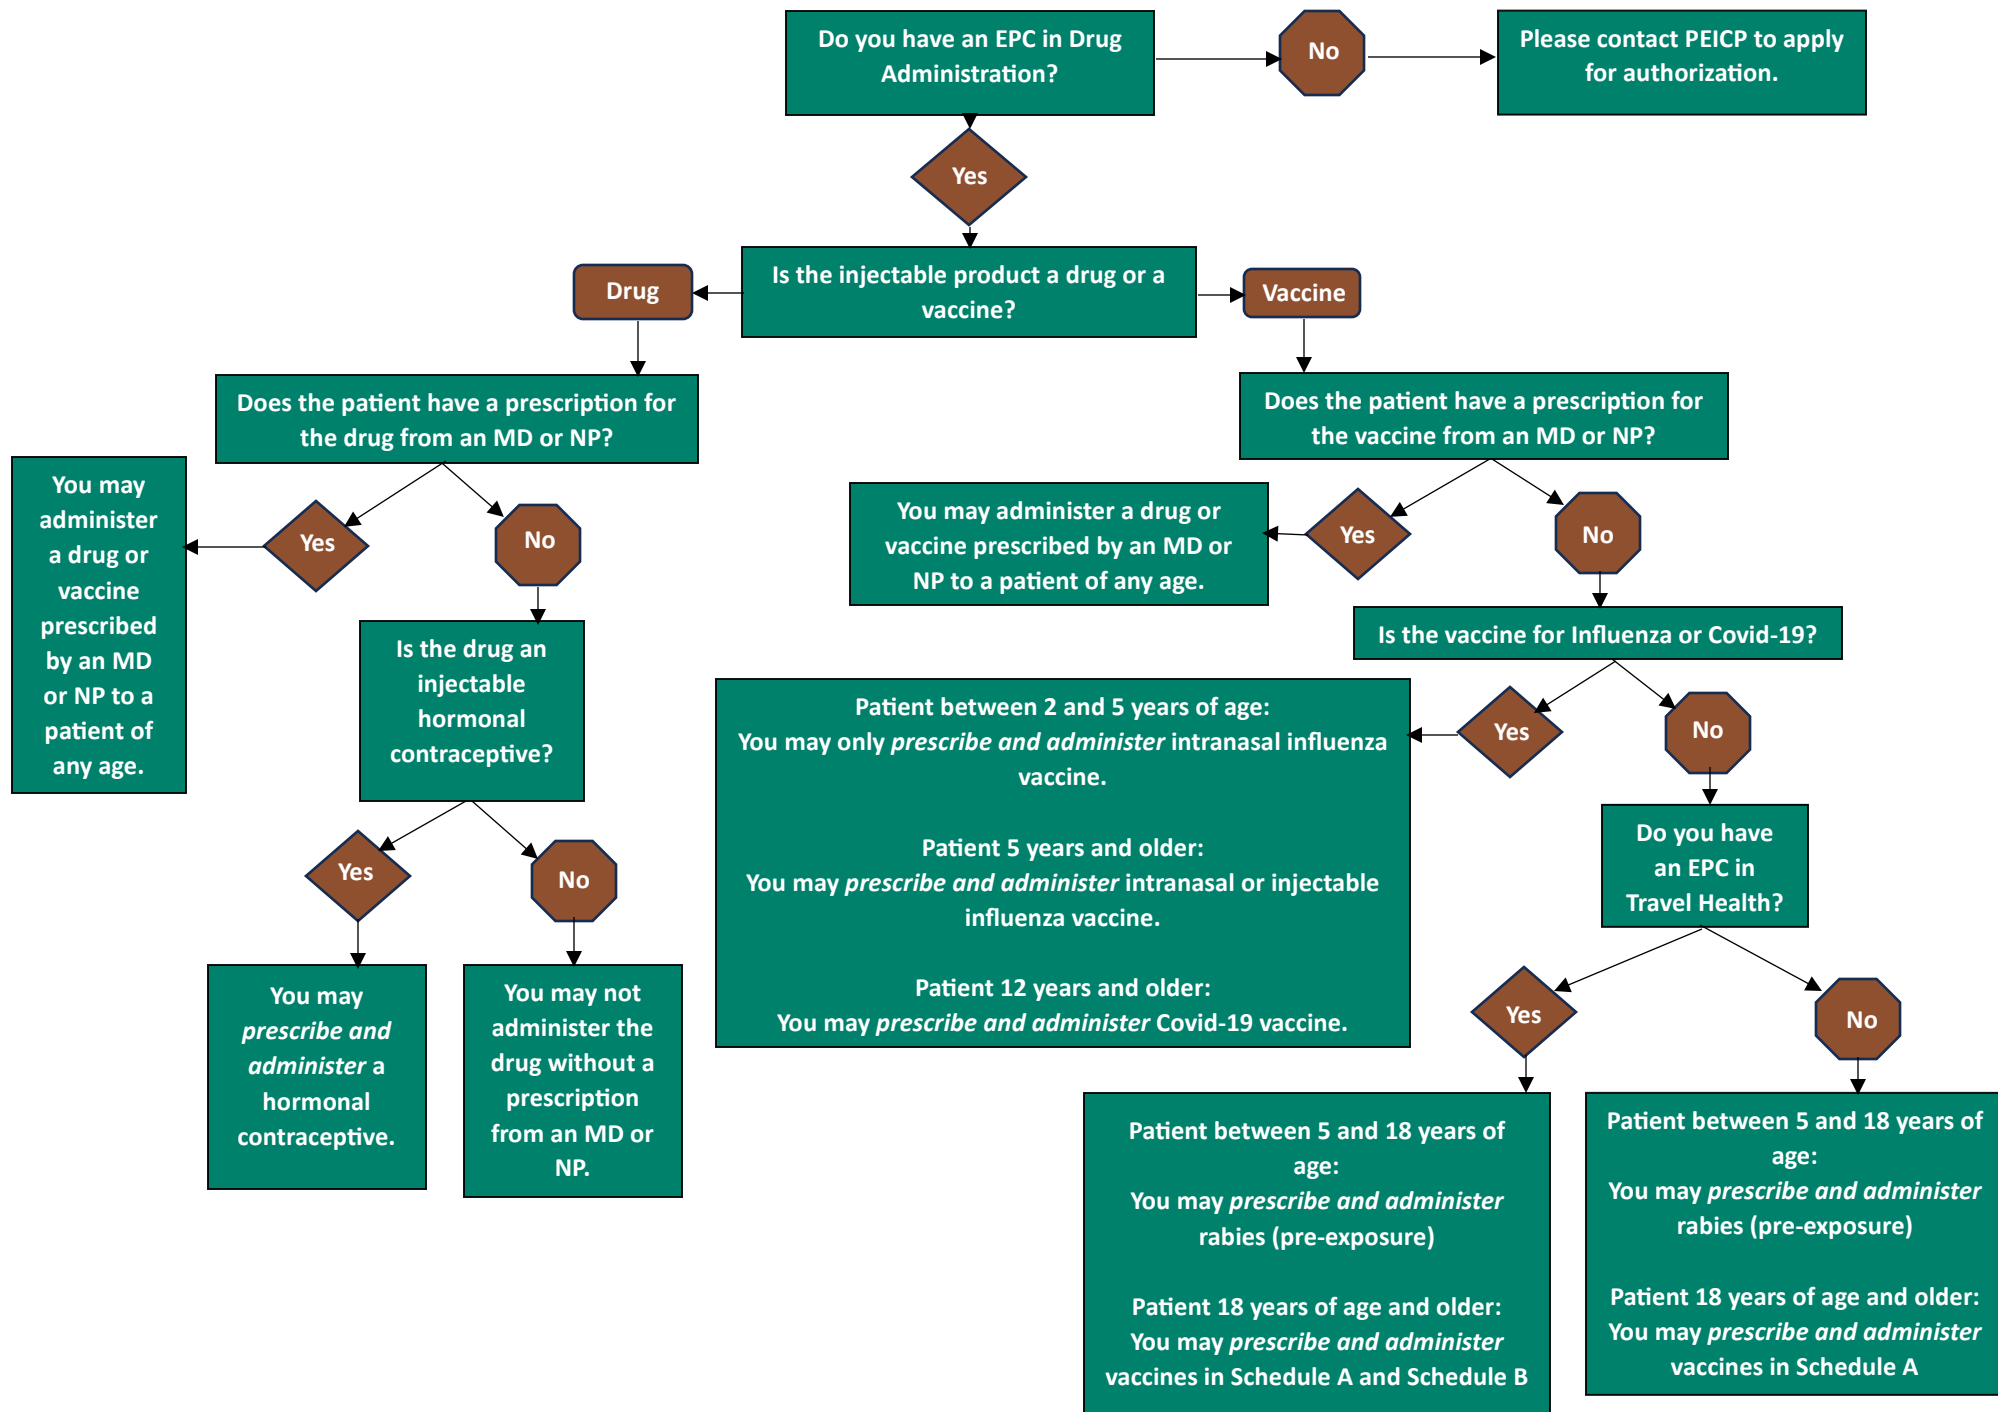 Do you have an EPC in Drug
Administration?
No
Please contact PEICP to apply
for authorization.
Yes
Is the injectable product a drug or a
vaccine?
Drug
Vaccine
Does the patient have a prescription for
the drug from an MD or NP?
Does the patient have a prescription for
the vaccine from an MD or NP?
You may
administer
a drug or
vaccine
prescribed
by an MD
or NP to a
patient of
any age.
Yes
No
You may administer a drug or
vaccine prescribed by an MD or
NP to a patient of any age.
Yes
No
Is the drug an
injectable
hormonal
contraceptive?
Is the vaccine for Influenza or Covid-19?
Patient between 2 and 5 years of age:
You may only prescribe and administer intranasal influenza
vaccine.
Patient 5 years and older:
You may prescribe and administer intranasal or injectable
influenza vaccine.
Patient 12 years and older:
You may prescribe and administer Covid-19 vaccine.
Yes
No
Do you have
an EPC in
Travel Health?
Yes
No
You may
prescribe and
administer a
hormonal
contraceptive.
You may not
administer the
drug without a
prescription
from an MD or
NP.
Yes
No
Patient between 5 and 18 years of
age:
You may prescribe and administer
rabies (pre-exposure)
Patient 18 years of age and older:
You may prescribe and administer
vaccines in Schedule A and Schedule B
Patient between 5 and 18 years of
age:
You may prescribe and administer
rabies (pre-exposure)
Patient 18 years of age and older:
You may prescribe and administer
vaccines in Schedule A